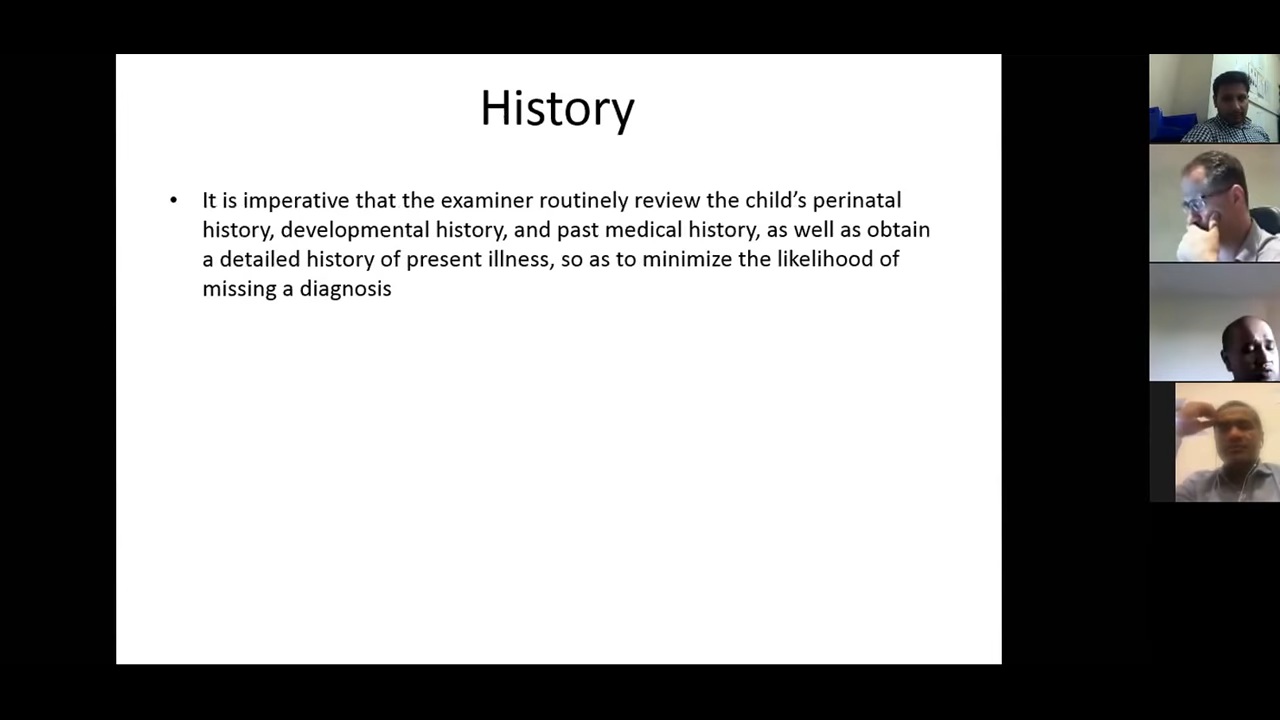 History
• It is imperative that the examiner routinely review the child’s perinatal
history, developmental history, and past medical history, as well as obtain
a detailed history of present illness, so as to minimize the likelihood of
missing a diagnosis